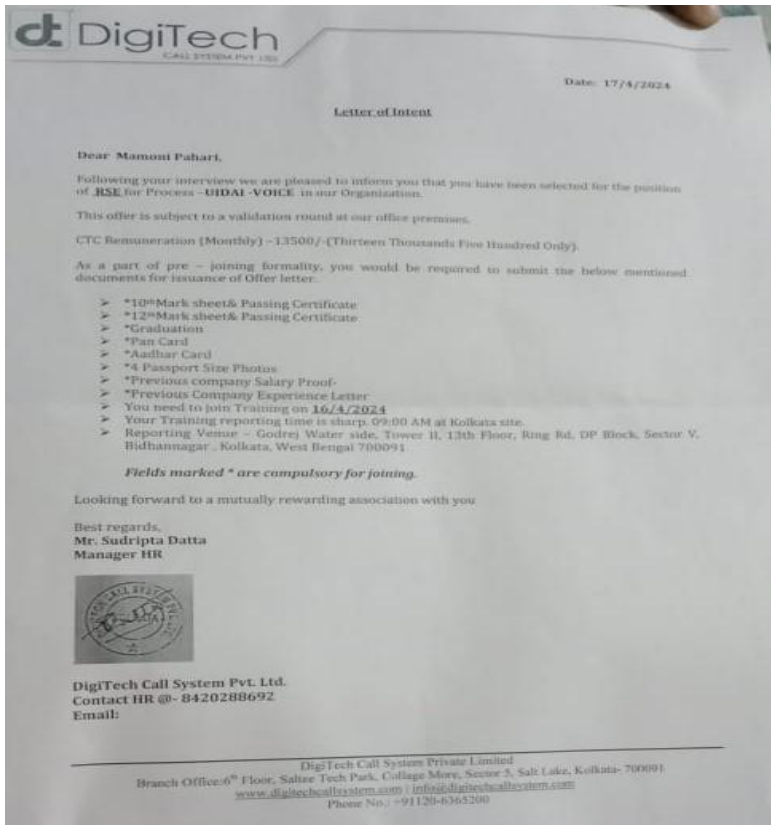 dt DigiTech
CALL SYSTEM PVT LTD
Date: 17/4/2024
Letter of Intent
Dear Mamoni Pahari,
Following your interview we are pleased to inform you that you have been selected for the position
of RSE for Process –UIDAI -VOICE in our Organization.
This offer is subject to a validation round at our office premises.
CTC Remuneration (Monthly) –13500/-(Thirteen Thousands Five Hundred Only).
As a part of pre – joining formality, you would be required to submit the below mentioned
documents for issuance of Offer letter.
➢ *10th Mark sheet& Passing Certificate
➢ *12th Mark sheet& Passing Certificate
➢ *Graduation
➢ *Pan Card
➢ *Aadhar Card
➢ *4 Passport Size Photos
➢ *Previous company Salary Proof-
➢ *Previous Company Experience Letter
➢ You need to join Training on 16/4/2024
➢ Your Training reporting time is sharp. 09:00 AM at Kolkata site.
➢ Reporting Venue – Godrej Water side, Tower II, 13th Floor, Ring Rd, DP Block, Sector V,
Bidhannagar , Kolkata, West Bengal 700091
Fields marked * are compulsory for joining.
Looking forward to a mutually rewarding association with you
Best regards,
Mr. Sudripta Datta
Manager HR
CALL SYSTEM PVT.
DigiTech Call System Pvt. Ltd.
Contact HR @- 8420288692
Email:
DigiTech Call System Private Limited
Branch Office:6th Floor, Saltee Tech Park, Collage More, Sector 5, Salt Lake, Kolkata- 700091
www.digitechcallsystem.com | info@digitechcallsystem.com
Phone No.: +91120-6365200